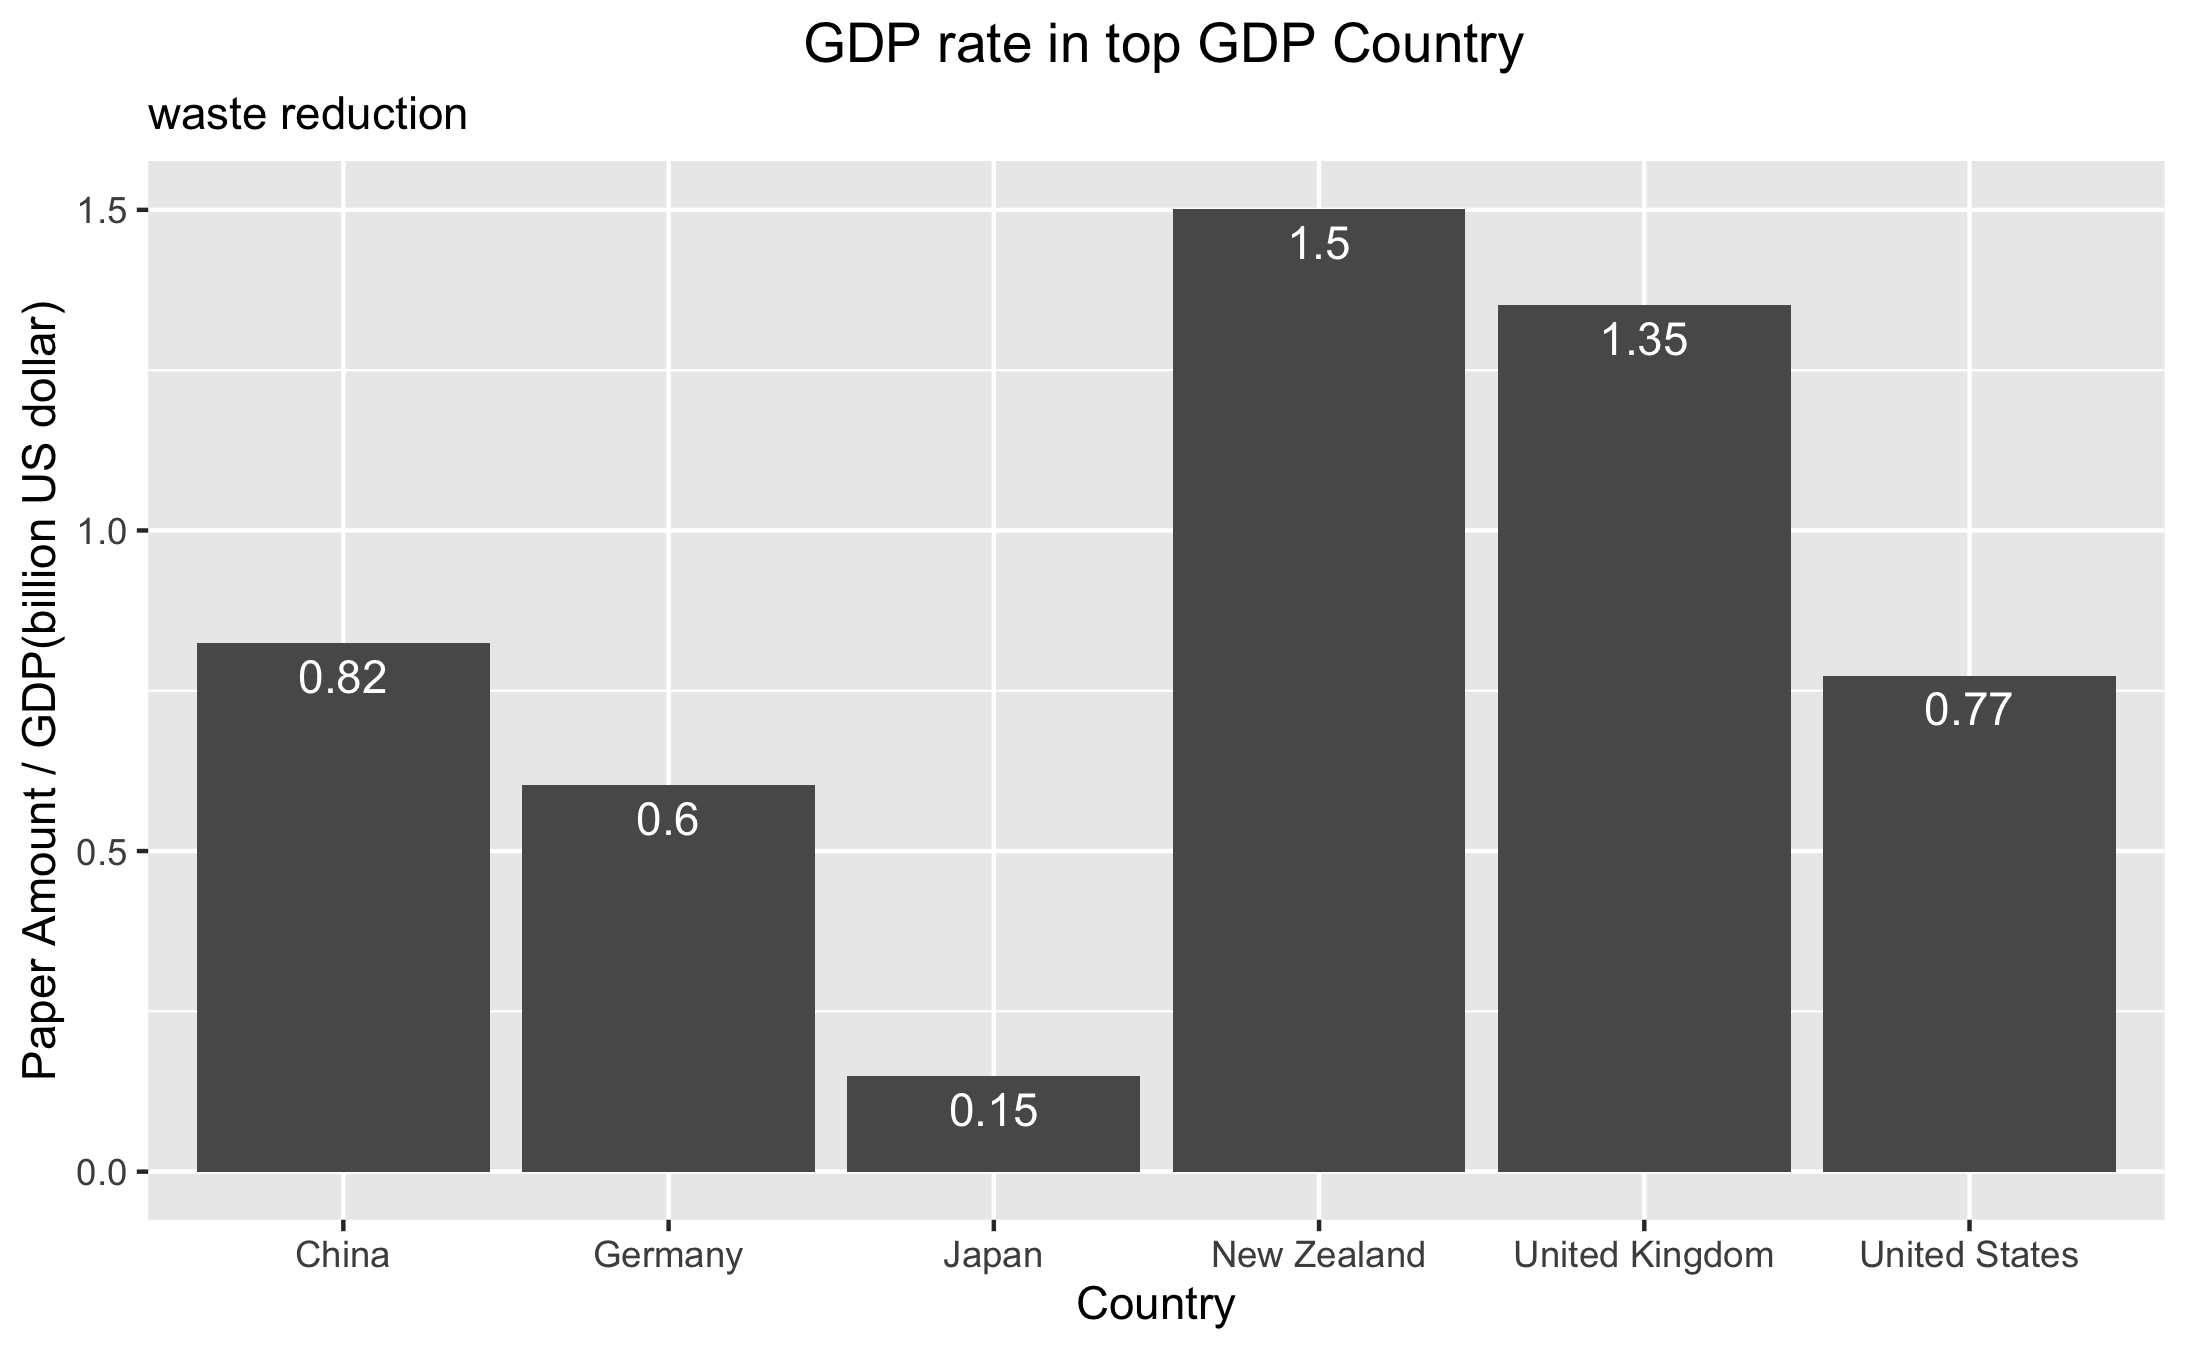 GDP rate in top GDP Country
waste reduction
Paper Amount / GDP(billion US dollar)
1.5
1.0
0.5
0.0
0.82
0.6
0.15
1.5
1.35
0.77
China
Germany
Japan
New Zealand
United Kingdom
United States
Country